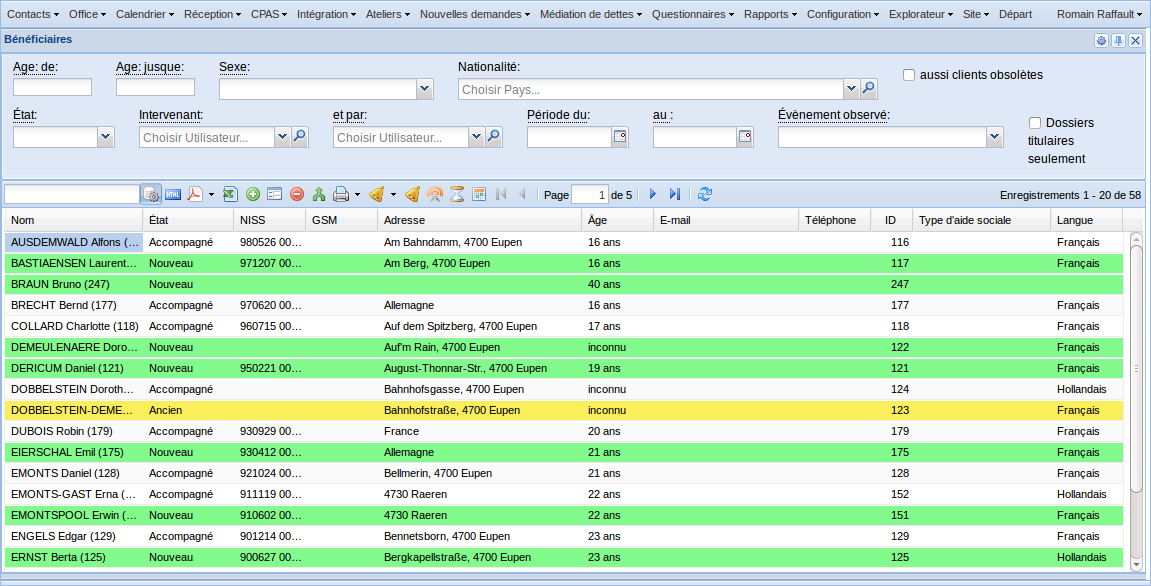 Contacts Office Calendrier Réception CPAS Intégration Ateliers Nouvelles demandes Médiation de dettes Questionnaires Rapports Configuration Explorateur Site Départ Romain Raffault
Bénéficiaires
Age: de: Age: jusque: Sexe: Nationalité:
Choisir Pays... aussi clients obsolètes
État: Intervenant: et par: Période du: au : Évènement observé:
Choisir Utilisateur... Choisir Utilisateur... Dossiers
titulaires
seulement
HTML Page 1 de 5 Enregistrements 1 - 20 de 58
Nom État NISS GSM Adresse Âge E-mail Téléphone ID Type d'aide sociale Langue
AUSDEMWALD Alfons (... Accompagné 980526 00... Am Bahndamm, 4700 Eupen 16 ans 116 Français
BASTIAENSEN Laurent... Nouveau 971207 00... Am Berg, 4700 Eupen 16 ans 117 Français
BRAUN Bruno (247) Nouveau 40 ans 247
BRECHT Bernd (177) Accompagné 970620 00... Allemagne 16 ans 177 Français
COLLARD Charlotte (118) Accompagné 960715 00... Auf dem Spitzberg, 4700 Eupen 17 ans 118 Français
DEMEULENAERE Doro... Nouveau Auf'm Rain, 4700 Eupen inconnu 122 Français
DERICUM Daniel (121) Nouveau 950221 00... August-Thonnar-Str., 4700 Eupen 19 ans 121 Français
DOBBELSTEIN Doroth... Accompagné Bahnhofsgasse, 4700 Eupen inconnu 124 Hollandais
DOBBELSTEIN-DEME... Ancien Bahnhofstraße, 4700 Eupen inconnu 123 Français
DUBOIS Robin (179) Accompagné 930929 00... France 20 ans 179 Français
EIERSCHAL Emil (175) Nouveau 930412 00... Allemagne 21 ans 175 Français
EMONTS Daniel (128) Accompagné 921024 00... Bellmerin, 4700 Eupen 21 ans 128 Français
EMONTS-GAST Erna (... Accompagné 911119 00... 4730 Raeren 22 ans 152 Hollandais
EMONTSPOOL Erwin (... Nouveau 910602 00... 4730 Raeren 22 ans 151 Français
ENGELS Edgar (129) Accompagné 901214 00... Bennetsborn, 4700 Eupen 23 ans 129 Français
ERNST Berta (125) Nouveau 900627 00... Bergkapellstraße, 4700 Eupen 23 ans 125 Hollandais